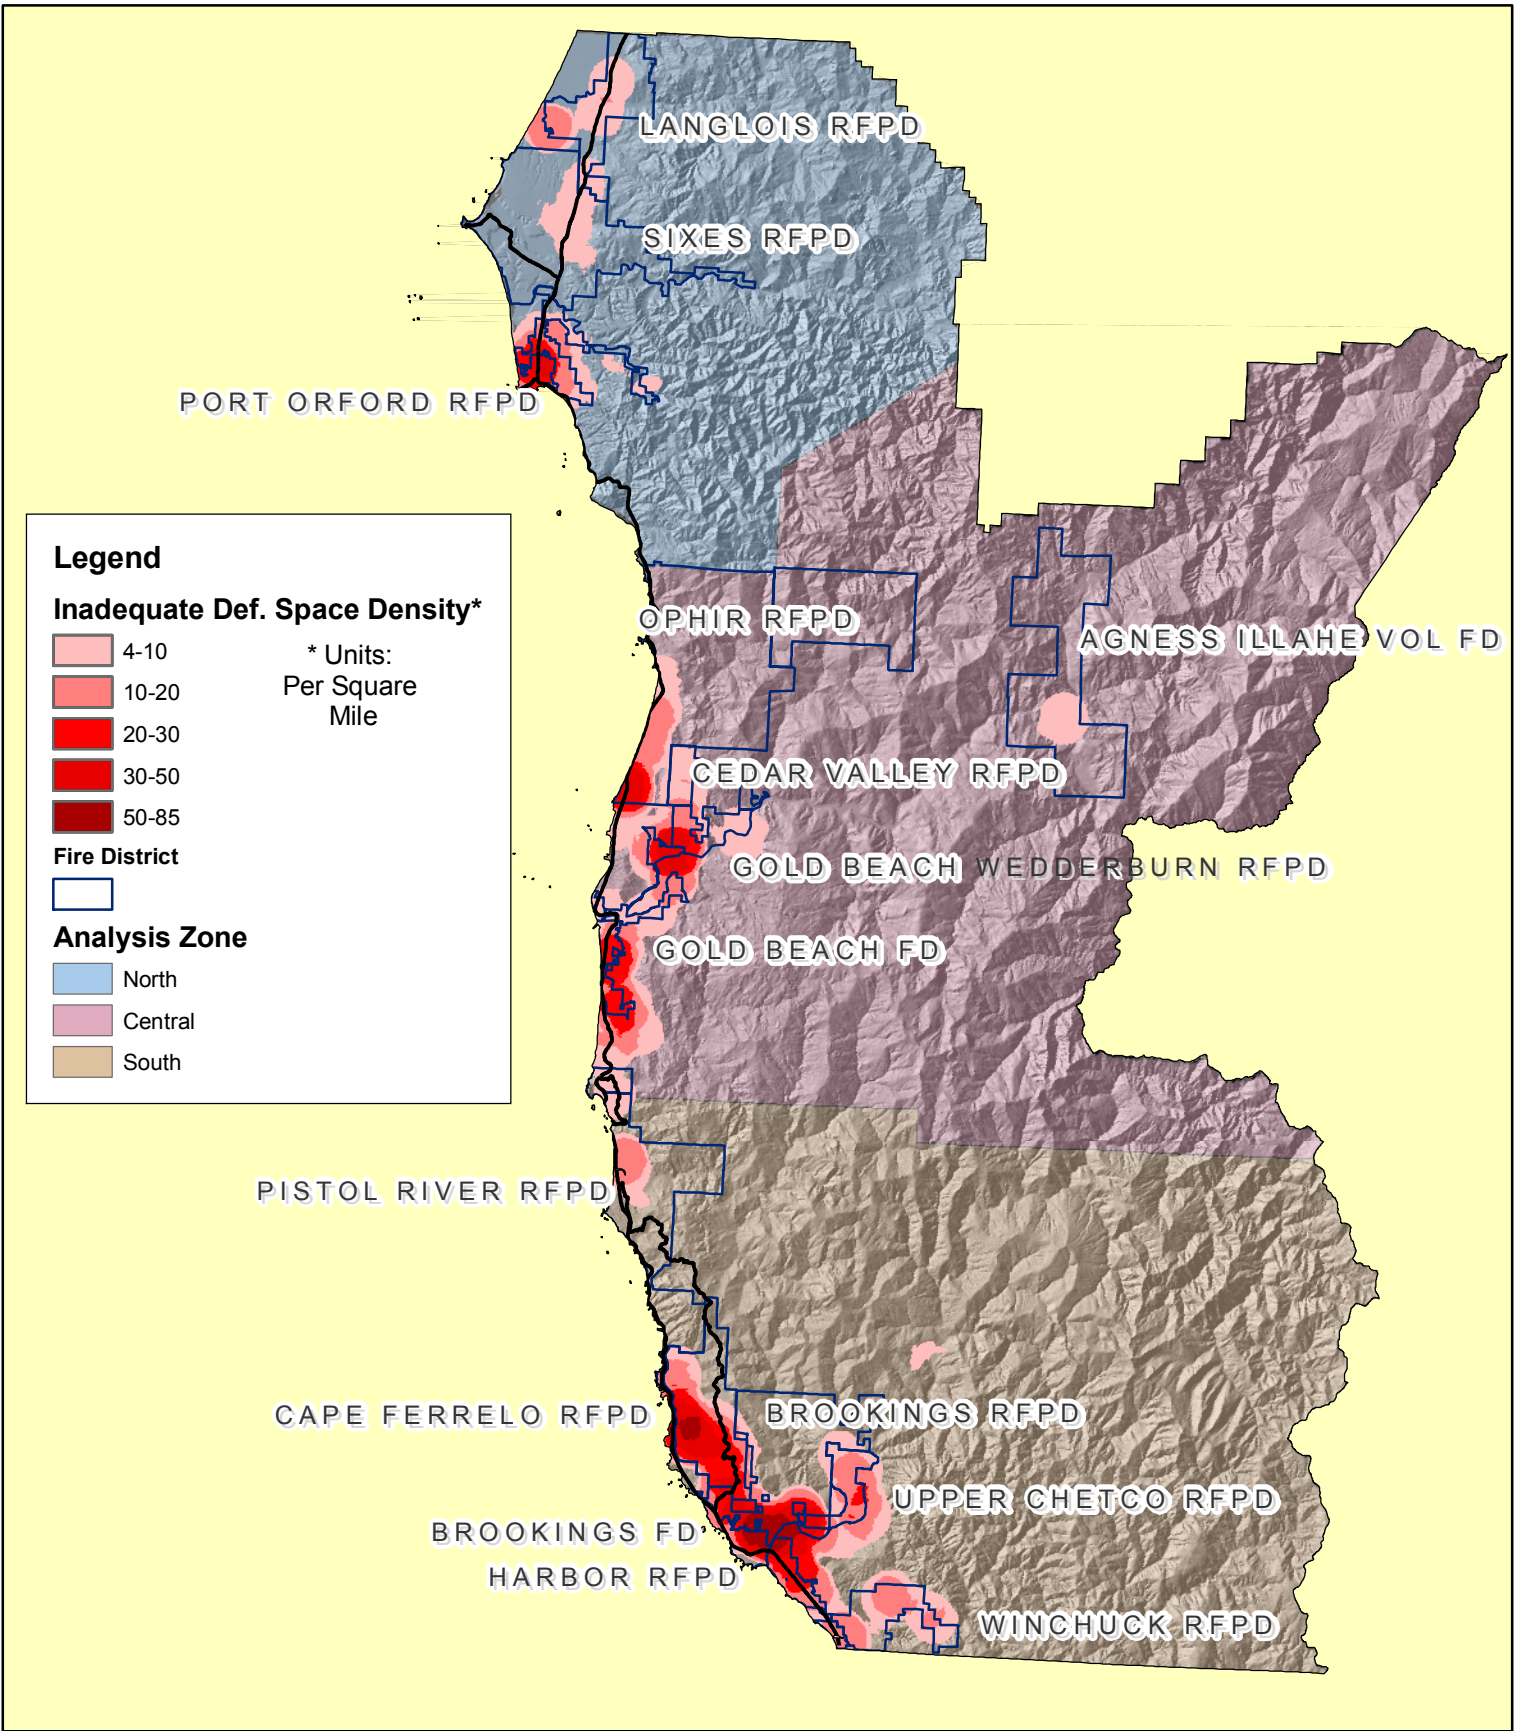 LANGLOIS RFPD
SIXES RFPD
PORT ORFORD RFPD
Legend
Inadequate Def. Space Density*
4-10
10-20
20-30
30-50
50-85
* Units:
Per Square
Mile
Fire District
Analysis Zone
North
Central
South
OPHIR RFPD
AGNESS ILLAHE VOL FD
CEDAR VALLEY RFPD
GOLD BEACH WEDDERBURN RFPD
GOLD BEACH FD
PISTOL RIVER RFPD
CAPE FERRELO RFPD
BROOKINGS RFPD
UPPER CHETCO RFPD
BROOKINGS FD
HARBOR RFPD
WINCHUCK RFPD